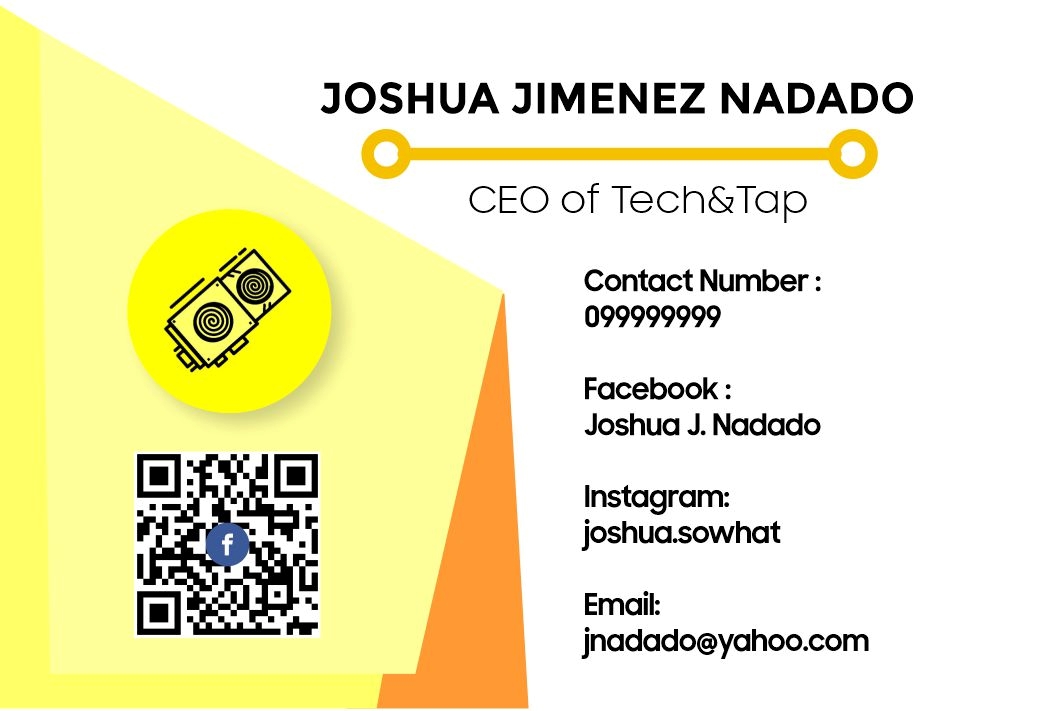 JOSHUA JIMENEZ NADADO
CEO of Tech&Tap
Contact Number :
099999999
Facebook :
Joshua J. Nadado
Instagram:
joshua.sowhat
Email:
jnadado@yahoo.com
f